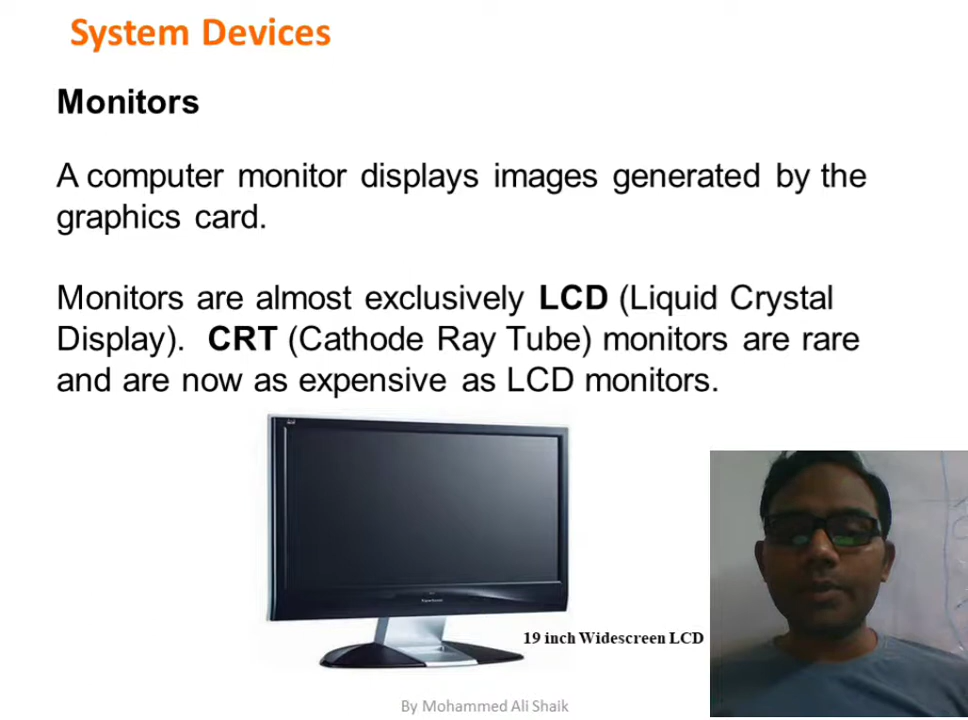 System Devices
Monitors
A computer monitor displays images generated by the
graphics card.
Monitors are almost exclusively LCD (Liquid Crystal
Display). CRT (Cathode Ray Tube) monitors are rare
and are now as expensive as LCD monitors.
ViewSonic
19 inch Widescreen LCD
By Mohammed Ali Shaik